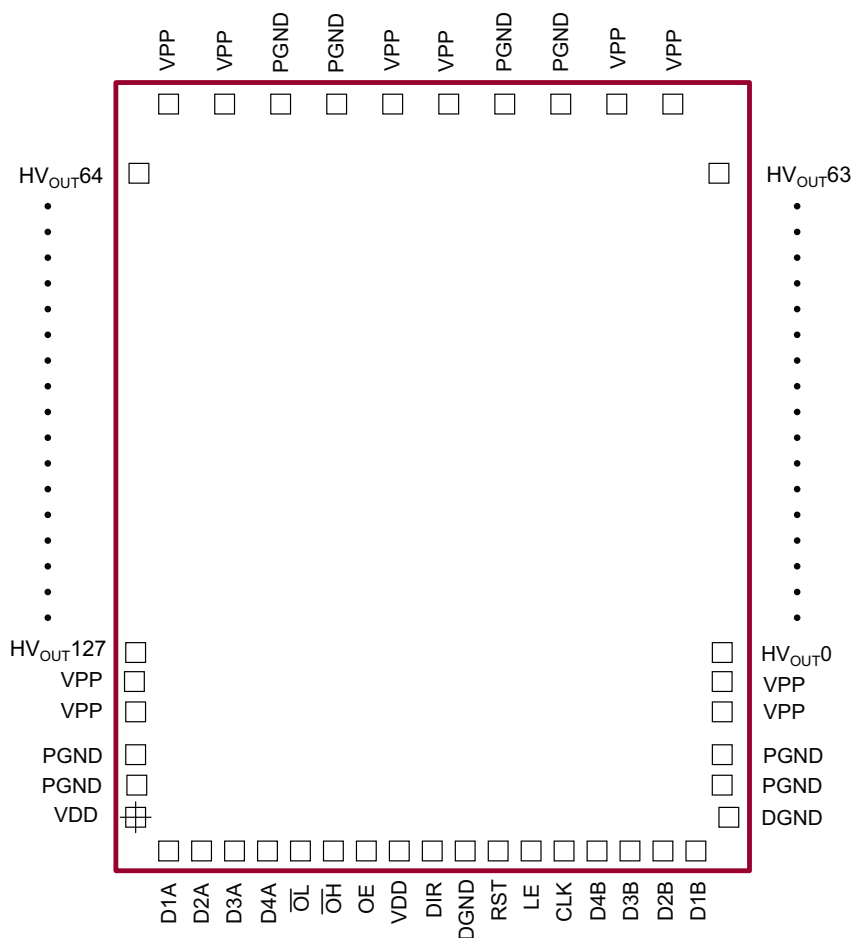 VPP
VPP
PGND
PGND
VPP
VPP
PGND
PGND
VPP
VPP
HVOUT64
HVOUT63
HVOUT127
HVOUT0
VPP
VPP
VPP
VPP
PGND
PGND
PGND
PGND
VDD
DGND
D1A
D2A
D3A
D4A
O̅L̅
O̅H̅
OE
VDD
DIR
DGND
RST
LE
CLK
D4B
D3B
D2B
D1B